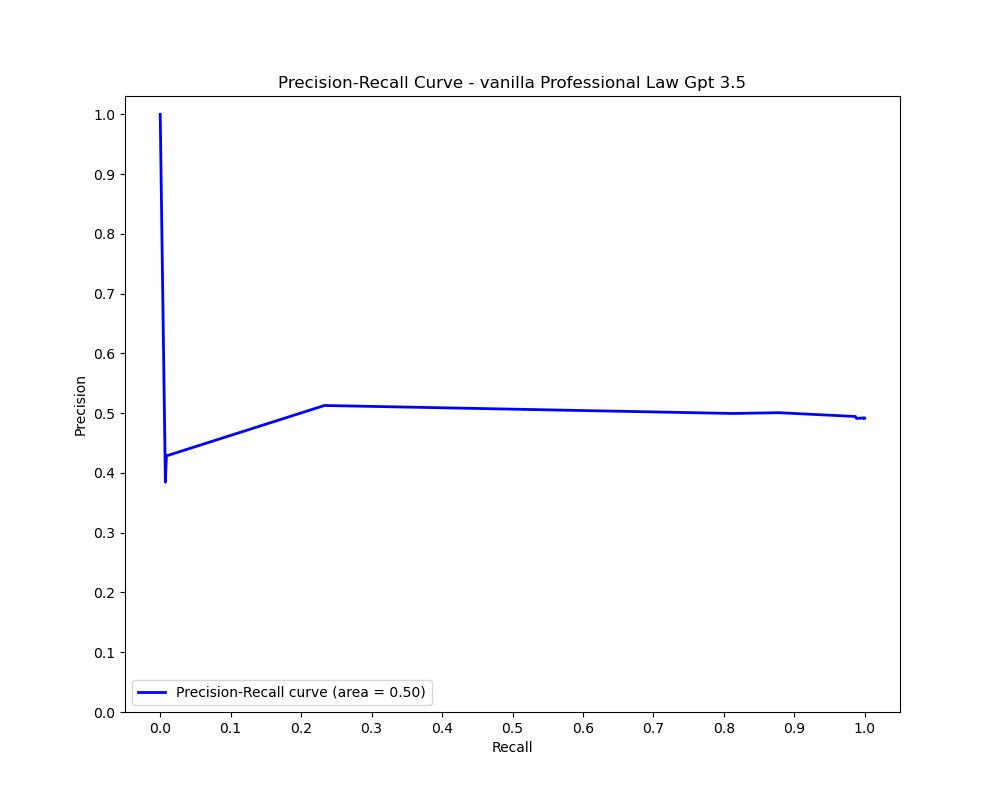 Precision-Recall Curve - vanilla Professional Law Gpt 3.5
1.0
0.9
0.8
0.7
0.6
0.5
0.4
0.3
0.2
0.1
0.0
Precision
Precision-Recall curve (area = 0.50)
0.0 0.1 0.2 0.3 0.4 0.5 0.6 0.7 0.8 0.9 1.0
Recall